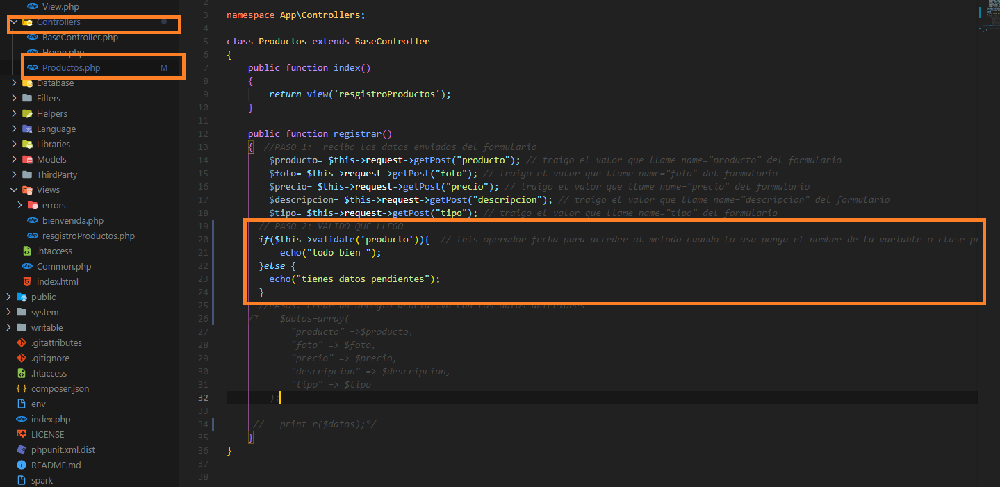 View.php
Controllers
BaseController.php
Home.php
Productos.php M
Database
Filters
Helpers
Language
Libraries
Models
ThirdParty
Views
errors
bienvenida.php
resgistroProductos.php
.htaccess
Common.php
index.html
public
system
writable
.gitattributes
.gitignore
.htaccess
composer.json
env
index.php
LICENSE
phpunit.xml.dist
README.md
spark
2
3 namespace App\Controllers;
4
5 class Productos extends BaseController
6 {
7 public function index()
8 {
9 return view('resgistroProductos');
10 }
11
12 public function registrar()
13 { //PASO 1:  recibo los datos enviados del formulario
14 $producto= $this->request->getPost("producto"); // traigo el valor que llame name="producto" del formulario
15 $foto= $this->request->getPost("foto"); // traigo el valor que llame name="foto" del formulario
16 $precio= $this->request->getPost("precio"); // traigo el valor que llame name="precio" del formulario
17 $descripcion= $this->request->getPost("descripcion"); // traigo el valor que llame name="descripcion" del formulario
18 $tipo= $this->request->getPost("tipo"); // traigo el valor que llame name="tipo" del formulario
19 // PASO 2: VALIDO QUE LLEGO
20 if($this->validate('producto')){  // this operador fecha para acceder al metodo cuando lo uso pongo el nombre de la variable o clase
21 echo("todo bien ");
22 }else {
23 echo("tienes datos pendientes");
24 }
25 //PASO3: crear un arreglo asociativo con los datos anteriores
26 /* $datos=array(
27 "producto" =>$producto,
28 "foto" => $foto,
29 "precio" => $precio,
30 "descripcion" => $descripcion,
31 "tipo" => $tipo
32 );
33
34 // print_r($datos);*/
35 }
36 }
37
38